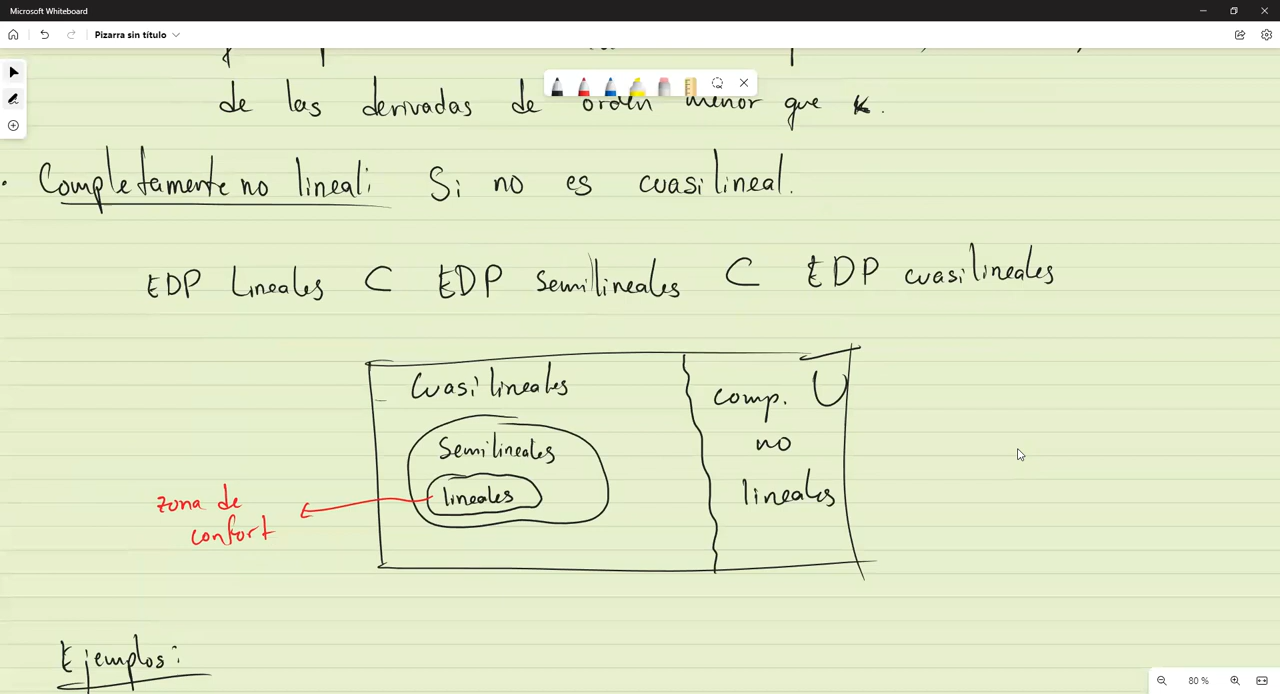 Microsoft Whiteboard
Pizarra sin título
de las derivadas de orden menor que k.
· Completamente no lineal: Si no es cuasilineal.
EDP Lineales ⊂ EDP semilineales ⊂ EDP cuasilineales
Cuasilineales
Semilineales
lineales
comp. U
no
lineales
zona de
confort
Ejemplos:
80 %